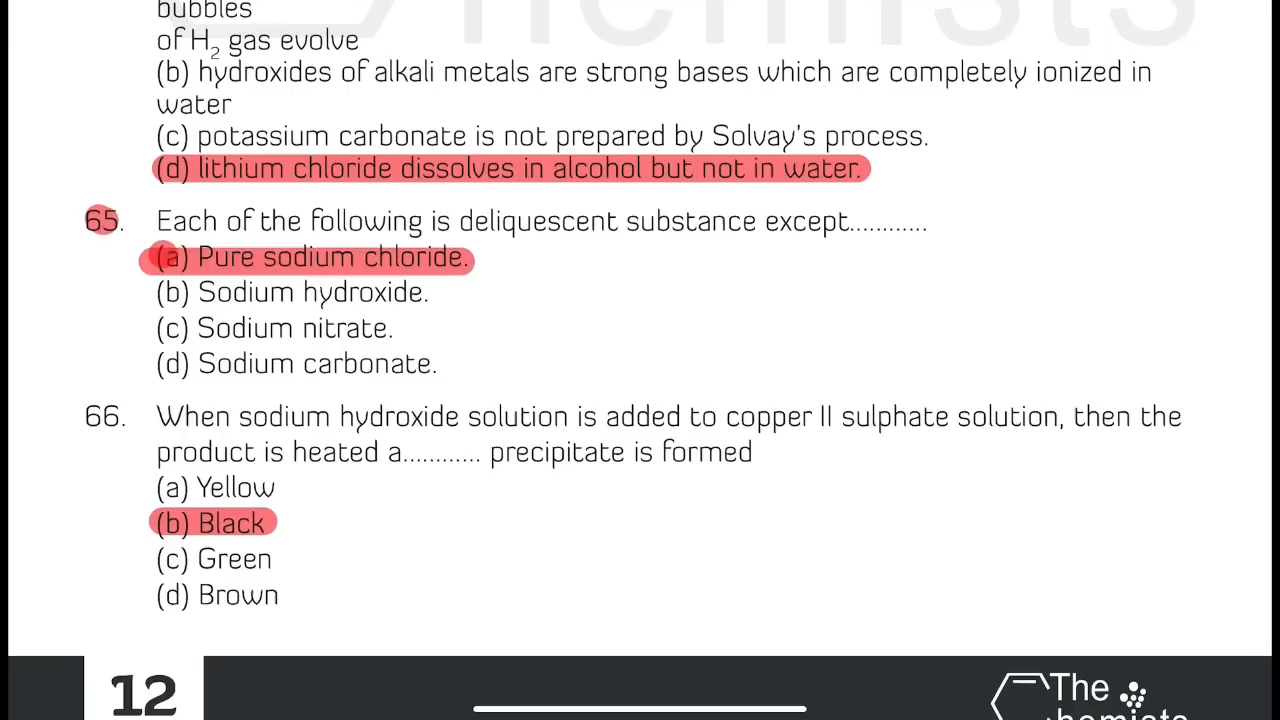 bubbles
of H₂ gas evolve
(b) hydroxides of alkali metals are strong bases which are completely ionized in
water
(c) potassium carbonate is not prepared by Solvay's process.
(d) lithium chloride dissolves in alcohol but not in water.
65. Each of the following is deliquescent substance except............
(a) Pure sodium chloride.
(b) Sodium hydroxide.
(c) Sodium nitrate.
(d) Sodium carbonate.
66. When sodium hydroxide solution is added to copper II sulphate solution, then the
product is heated a............ precipitate is formed
(a) Yellow
(b) Black
(c) Green
(d) Brown
12
The